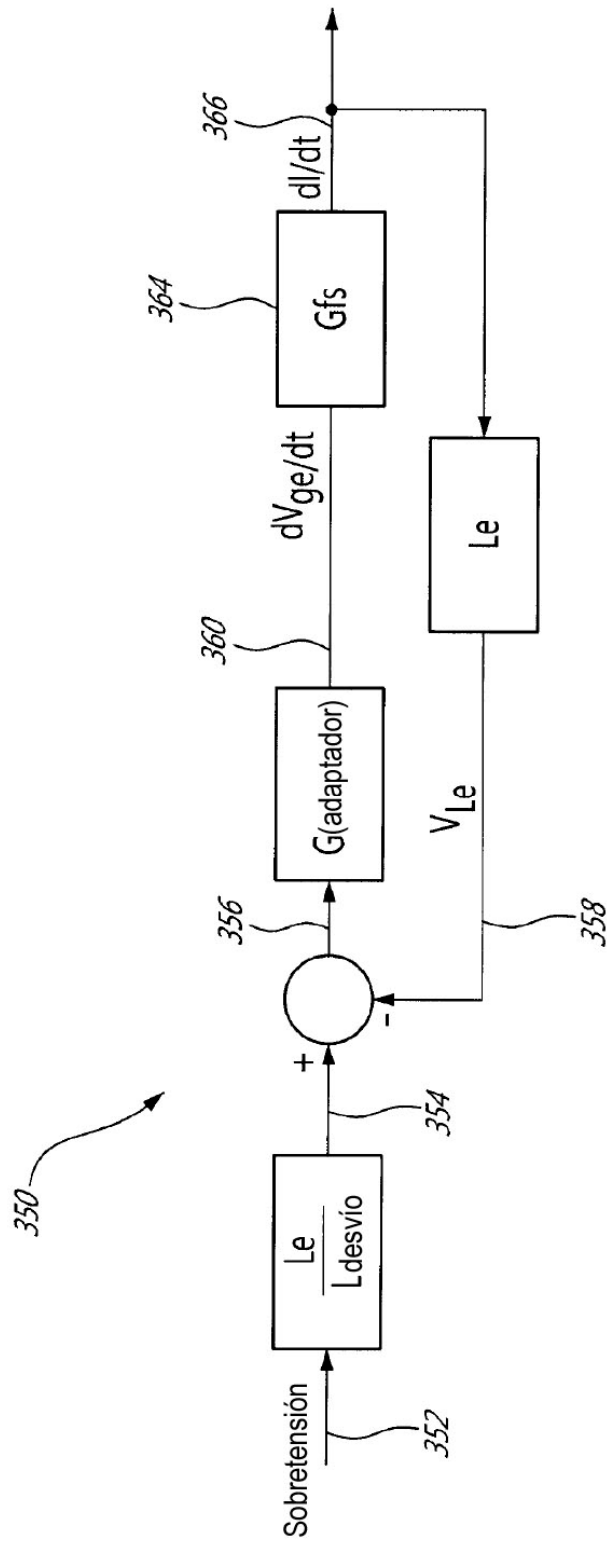 350
Sobretensión
352
Le
Ldesvío
354
+
-
356
G(adaptador)
360
dVge/dt
364
Gfs
dI/dt
366
Le
VLe
358